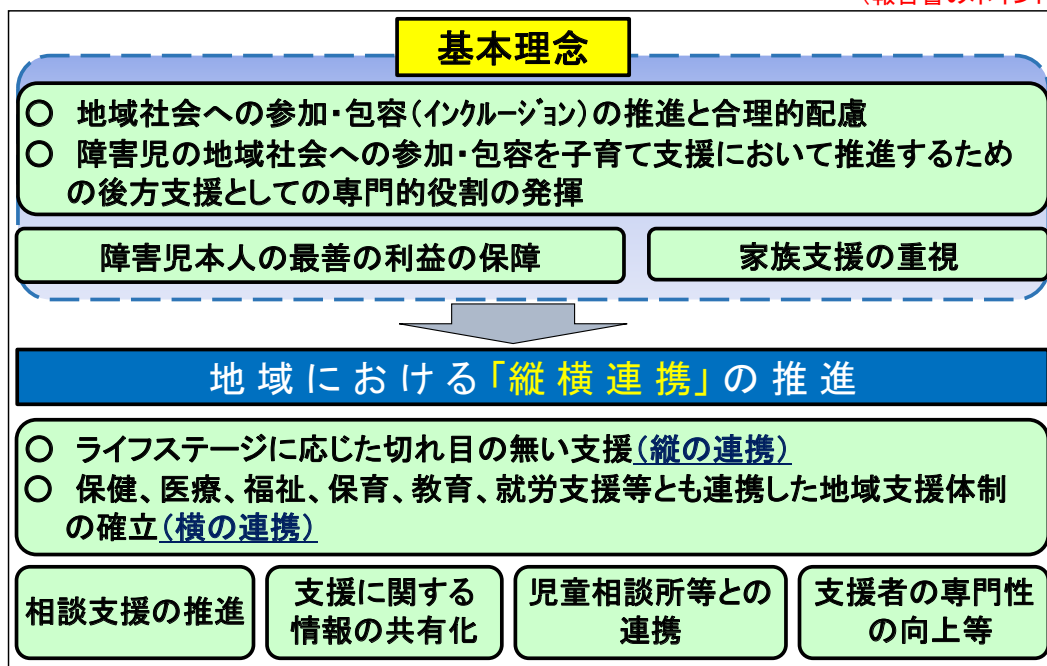 基本理念
○ 地域社会への参加・包容(インクルージョン)の推進と合理的配慮
○ 障害児の地域社会への参加・包容を子育て支援において推進するため
の後方支援としての専門的役割の発揮
障害児本人の最善の利益の保障
家族支援の重視
地域における「縦横連携」の推進
○ ライフステージに応じた切れ目の無い支援(縦の連携)
○ 保健、医療、福祉、保育、教育、就労支援等とも連携した地域支援体制
の確立(横の連携)
相談支援の推進
支援に関する
情報の共有化
児童相談所等との
連携
支援者の専門性
の向上等